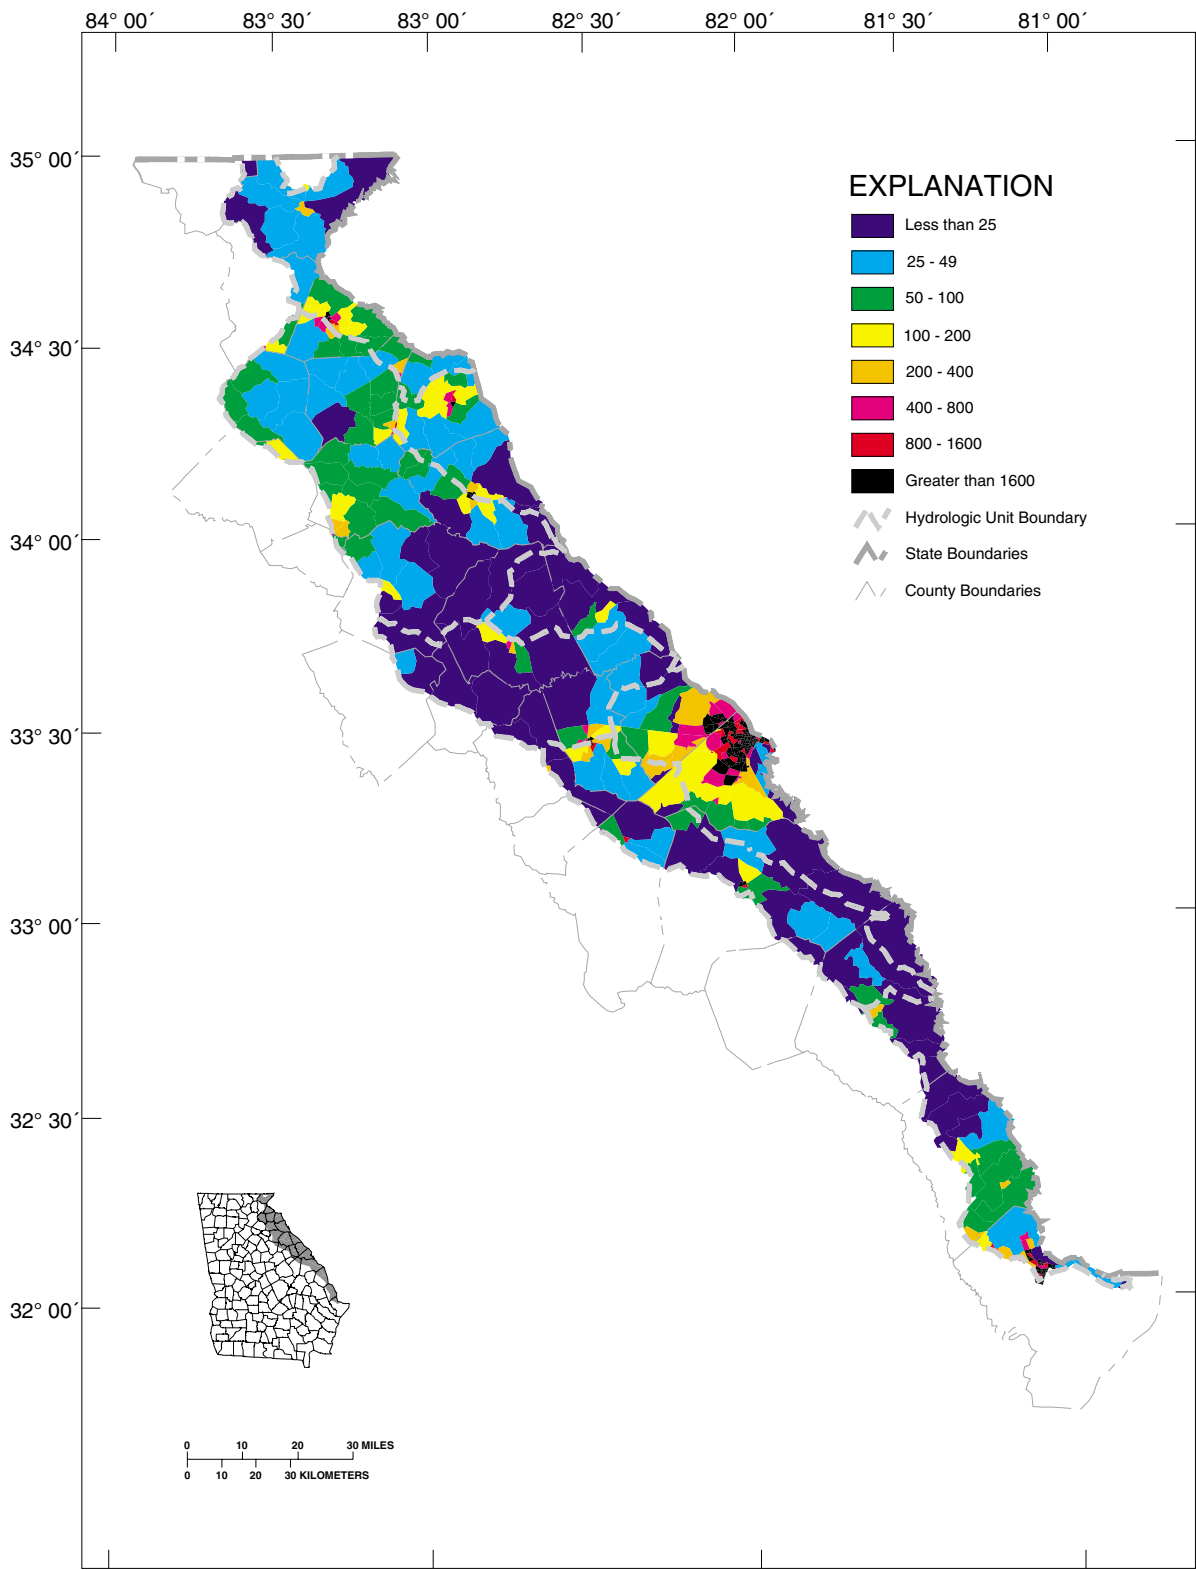 84° 00´ 83° 30´ 83° 00´ 82° 30´ 82° 00´ 81° 30´ 81° 00´
35° 00´
34° 30´
34° 00´
33° 30´
33° 00´
32° 30´
32° 00´
EXPLANATION
Less than 25
25 - 49
50 - 100
100 - 200
200 - 400
400 - 800
800 - 1600
Greater than 1600
Hydrologic Unit Boundary
State Boundaries
County Boundaries
0 10 20 30 MILES
0 10 20 30 KILOMETERS